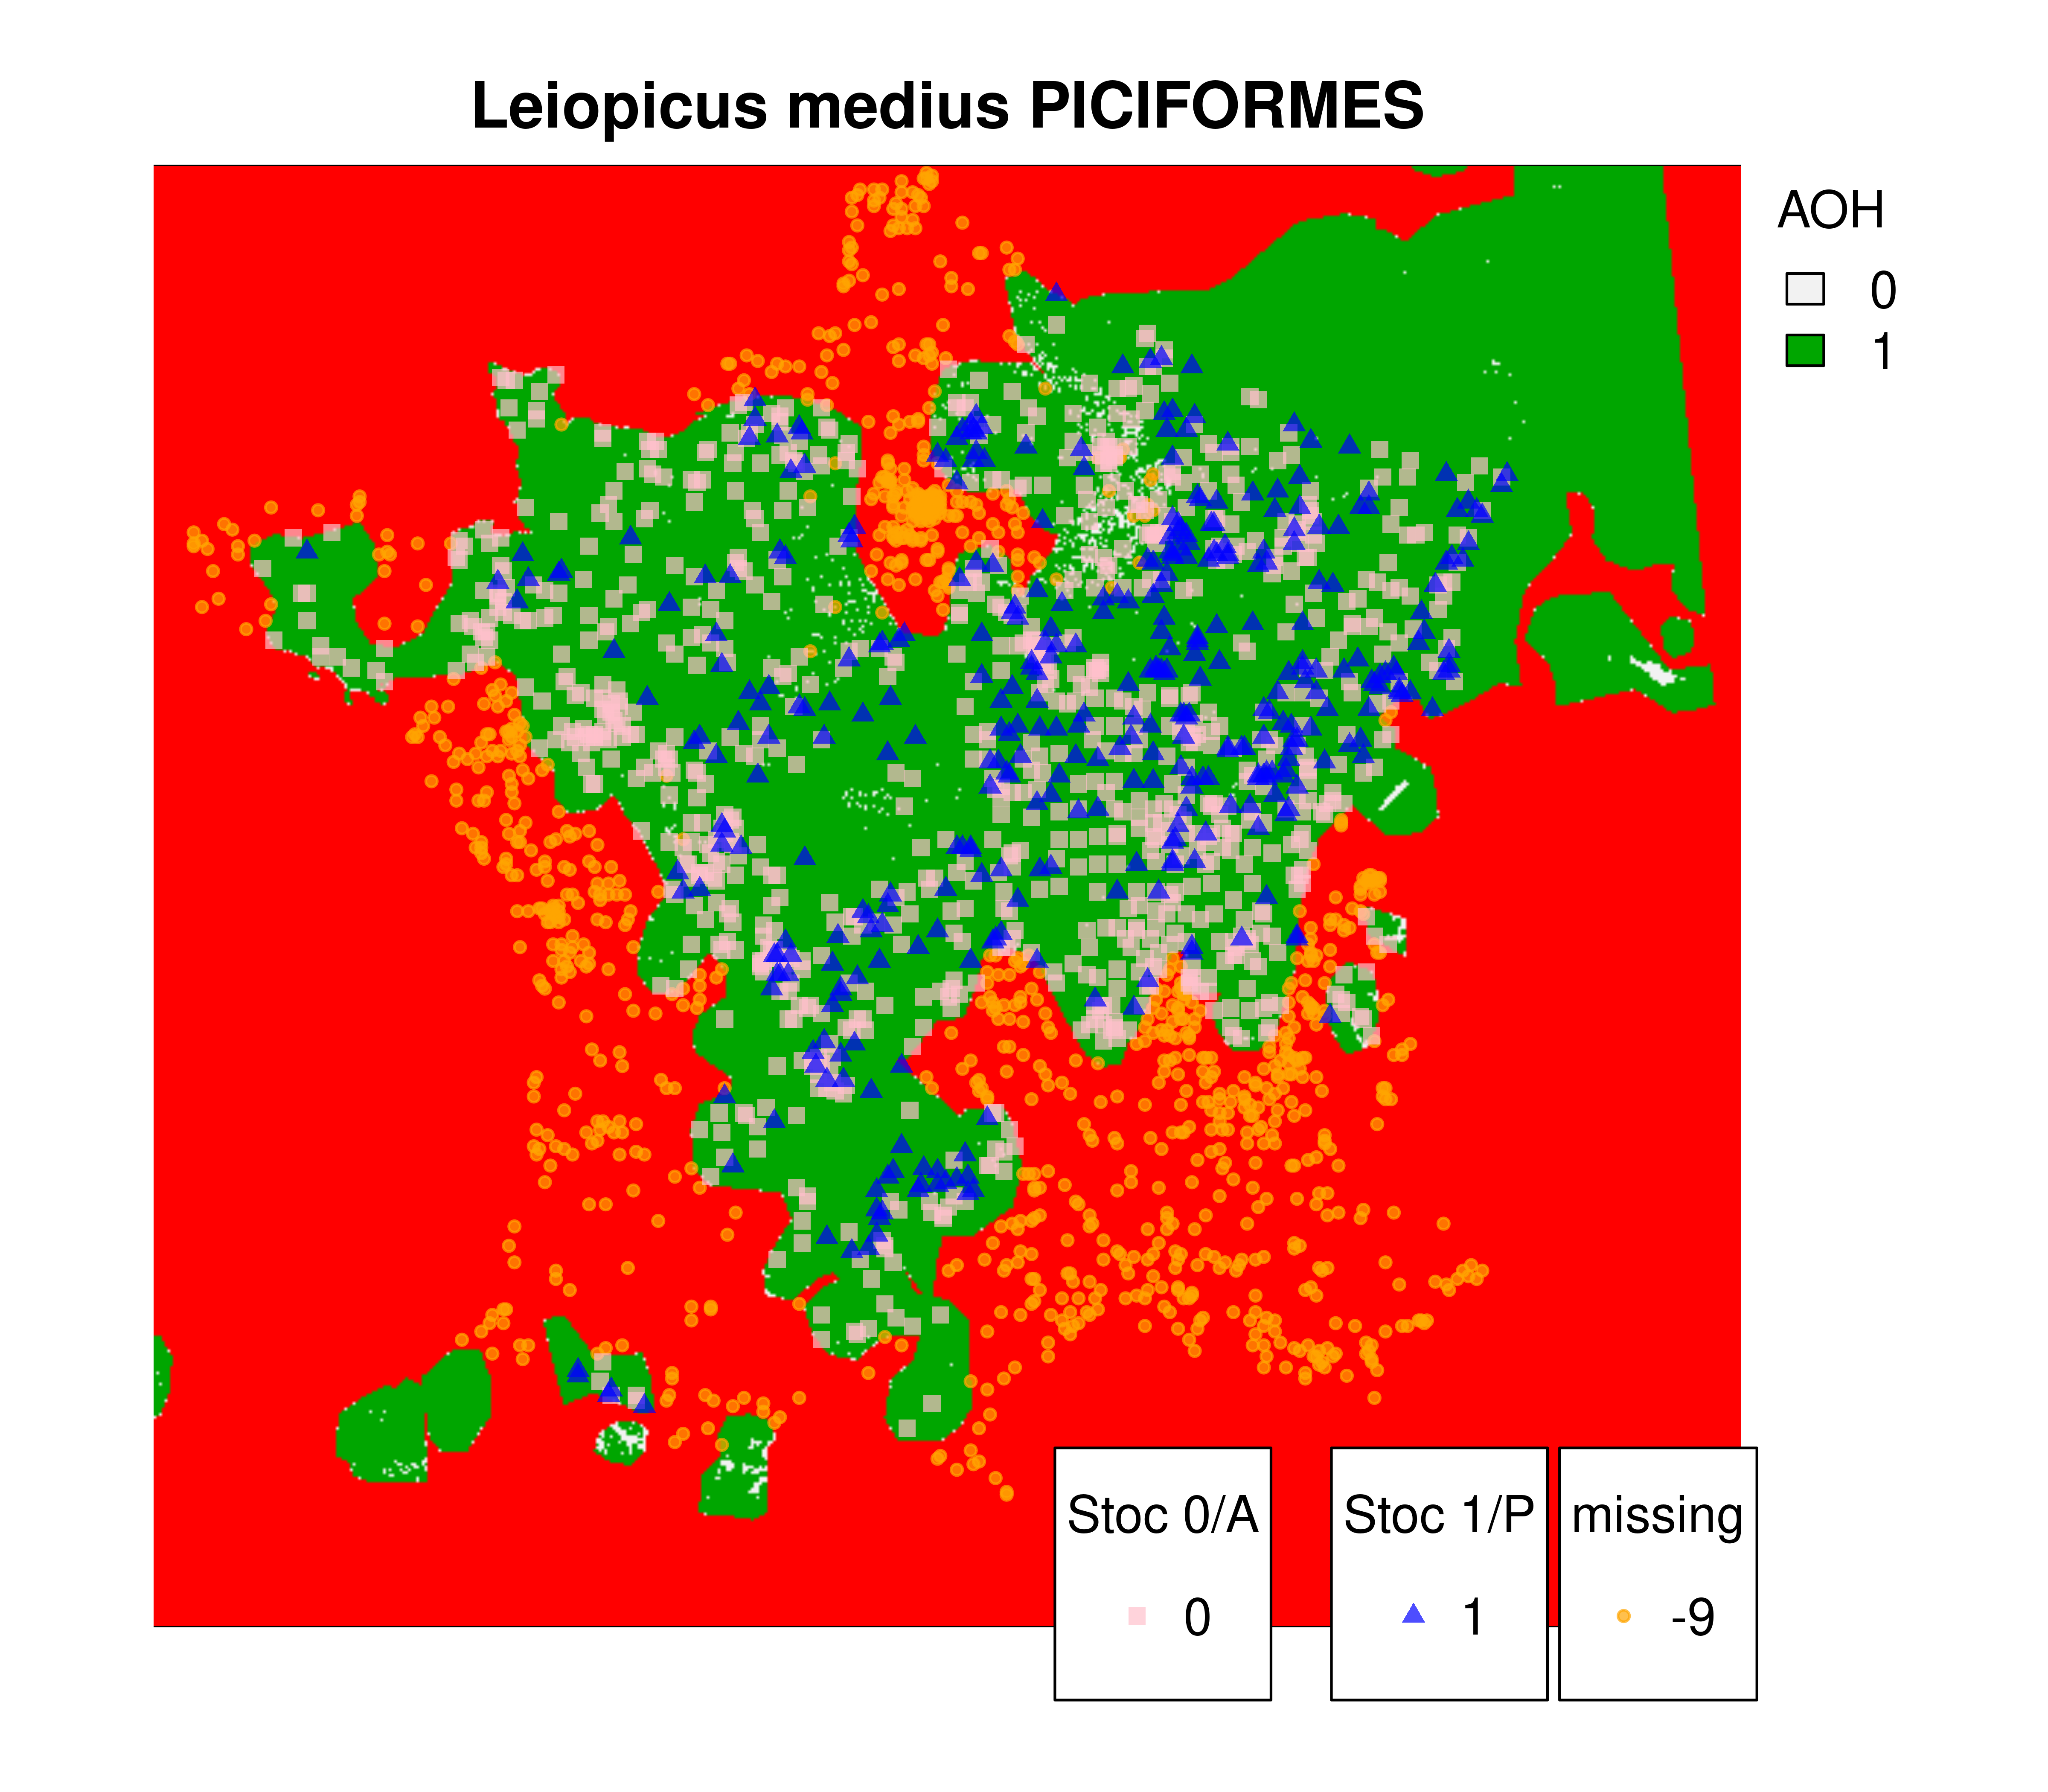 Leiopicus medius PICIFORMES
AOH
0
1
Stoc 0/A
0
Stoc 1/P
1
missing
-9